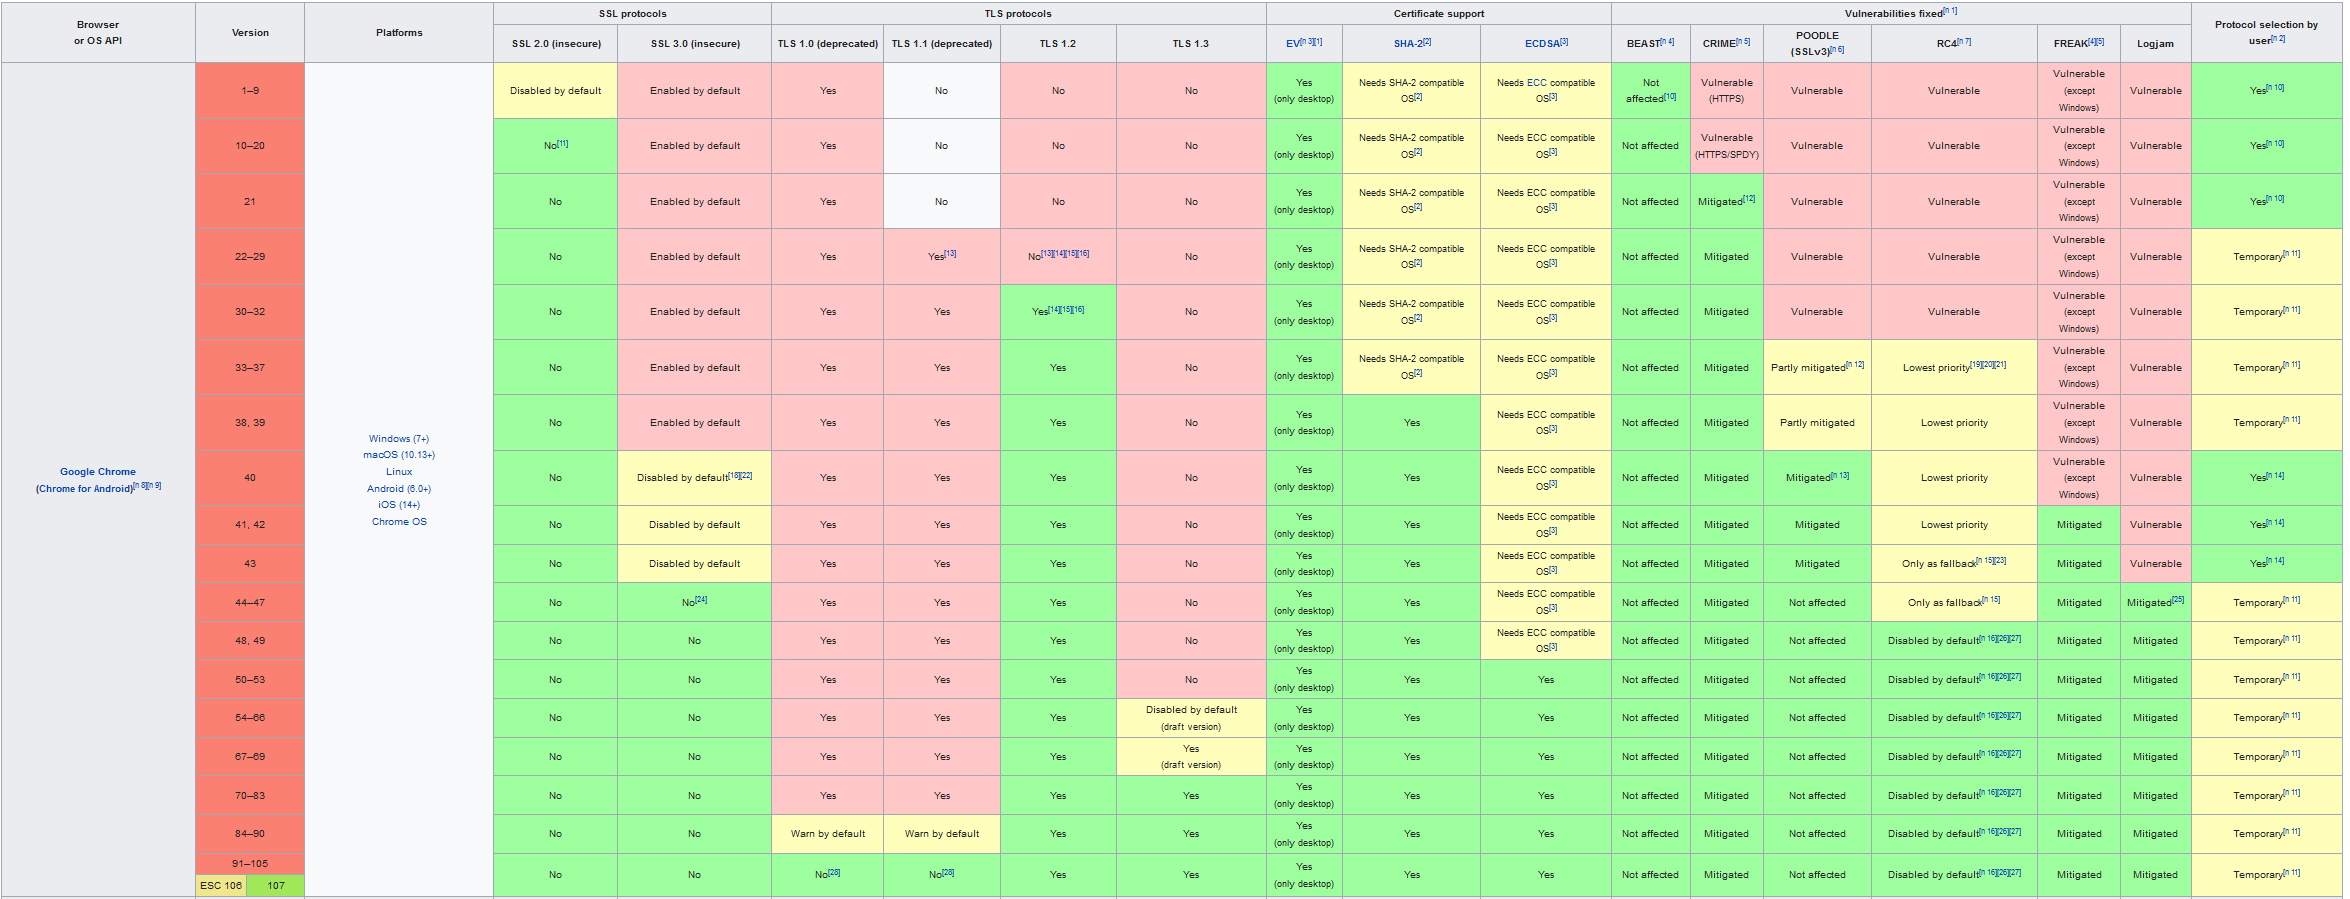 Browser
or OS API
Version
Platforms
SSL protocols
TLS protocols
Certificate support
Vulnerabilities fixed[n 1]
Protocol selection by
user[n 2]
SSL 2.0 (insecure)
SSL 3.0 (insecure)
TLS 1.0 (deprecated)
TLS 1.1 (deprecated)
TLS 1.2
TLS 1.3
EV[n 3][1]
SHA-2[2]
ECDSA[3]
BEAST[n 4]
CRIME[n 5]
POODLE
(SSLv3)[n 6]
RC4[n 7]
FREAK[4][5]
Logjam
Google Chrome
(Chrome for Android)[n 8][n 9]
Windows (7+)
macOS (10.13+)
Linux
Android (6.0+)
iOS (14+)
Chrome OS
1–9
Disabled by default
Enabled by default
Yes
No
No
No
Yes
(only desktop)
Needs SHA-2 compatible
OS[2]
Needs ECC compatible
OS[3]
Not
affected[10]
Vulnerable
(HTTPS)
Vulnerable
Vulnerable
Vulnerable
(except
Windows)
Vulnerable
Yes[n 10]
10–20
No[11]
Enabled by default
Yes
No
No
No
Yes
(only desktop)
Needs SHA-2 compatible
OS[2]
Needs ECC compatible
OS[3]
Not affected
Vulnerable
(HTTPS/SPDY)
Vulnerable
Vulnerable
Vulnerable
(except
Windows)
Vulnerable
Yes[n 10]
21
No
Enabled by default
Yes
No
No
No
Yes
(only desktop)
Needs SHA-2 compatible
OS[2]
Needs ECC compatible
OS[3]
Not affected
Mitigated[12]
Vulnerable
Vulnerable
Vulnerable
(except
Windows)
Vulnerable
Yes[n 10]
22–29
No
Enabled by default
Yes
Yes[13]
No[13][14][15][16]
No
Yes
(only desktop)
Needs SHA-2 compatible
OS[2]
Needs ECC compatible
OS[3]
Not affected
Mitigated
Vulnerable
Vulnerable
Vulnerable
(except
Windows)
Vulnerable
Temporary[n 11]
30–32
No
Enabled by default
Yes
Yes
Yes[14][15][16]
No
Yes
(only desktop)
Needs SHA-2 compatible
OS[2]
Needs ECC compatible
OS[3]
Not affected
Mitigated
Vulnerable
Vulnerable
Vulnerable
(except
Windows)
Vulnerable
Temporary[n 11]
33–37
No
Enabled by default
Yes
Yes
Yes
No
Yes
(only desktop)
Needs SHA-2 compatible
OS[2]
Needs ECC compatible
OS[3]
Not affected
Mitigated
Partly mitigated[n 12]
Lowest priority[19][20][21]
Vulnerable
(except
Windows)
Vulnerable
Temporary[n 11]
38, 39
No
Enabled by default
Yes
Yes
Yes
No
Yes
(only desktop)
Yes
Needs ECC compatible
OS[3]
Not affected
Mitigated
Partly mitigated
Lowest priority
Vulnerable
(except
Windows)
Vulnerable
Temporary[n 11]
40
No
Disabled by default[18][22]
Yes
Yes
Yes
No
Yes
(only desktop)
Yes
Needs ECC compatible
OS[3]
Not affected
Mitigated
Mitigated[n 13]
Lowest priority
Vulnerable
(except
Windows)
Vulnerable
Yes[n 14]
41, 42
No
Disabled by default
Yes
Yes
Yes
No
Yes
(only desktop)
Yes
Needs ECC compatible
OS[3]
Not affected
Mitigated
Mitigated
Lowest priority
Mitigated
Vulnerable
Yes[n 14]
43
No
Disabled by default
Yes
Yes
Yes
No
Yes
(only desktop)
Yes
Needs ECC compatible
OS[3]
Not affected
Mitigated
Mitigated
Only as fallback[n 15][23]
Mitigated
Vulnerable
Yes[n 14]
44–47
No
No[24]
Yes
Yes
Yes
No
Yes
(only desktop)
Yes
Needs ECC compatible
OS[3]
Not affected
Mitigated
Not affected
Only as fallback[n 15]
Mitigated
Mitigated[25]
Temporary[n 11]
48, 49
No
No
Yes
Yes
Yes
No
Yes
(only desktop)
Yes
Needs ECC compatible
OS[3]
Not affected
Mitigated
Not affected
Disabled by default[n 16][26][27]
Mitigated
Mitigated
Temporary[n 11]
50–53
No
No
Yes
Yes
Yes
No
Yes
(only desktop)
Yes
Yes
Not affected
Mitigated
Not affected
Disabled by default[n 16][26][27]
Mitigated
Mitigated
Temporary[n 11]
54–66
No
No
Yes
Yes
Yes
Disabled by default
(draft version)
Yes
(only desktop)
Yes
Yes
Not affected
Mitigated
Not affected
Disabled by default[n 16][26][27]
Mitigated
Mitigated
Temporary[n 11]
67–69
No
No
Yes
Yes
Yes
Yes
(draft version)
Yes
(only desktop)
Yes
Yes
Not affected
Mitigated
Not affected
Disabled by default[n 16][26][27]
Mitigated
Mitigated
Temporary[n 11]
70–83
No
No
Yes
Yes
Yes
Yes
Yes
(only desktop)
Yes
Yes
Not affected
Mitigated
Not affected
Disabled by default[n 16][26][27]
Mitigated
Mitigated
Temporary[n 11]
84–90
No
No
Warn by default
Warn by default
Yes
Yes
Yes
(only desktop)
Yes
Yes
Not affected
Mitigated
Not affected
Disabled by default[n 16][26][27]
Mitigated
Mitigated
Temporary[n 11]
91–105
ESC 106
107
No
No
No[28]
No[28]
Yes
Yes
Yes
(only desktop)
Yes
Yes
Not affected
Mitigated
Not affected
Disabled by default[n 16][26][27]
Mitigated
Mitigated
Temporary[n 11]